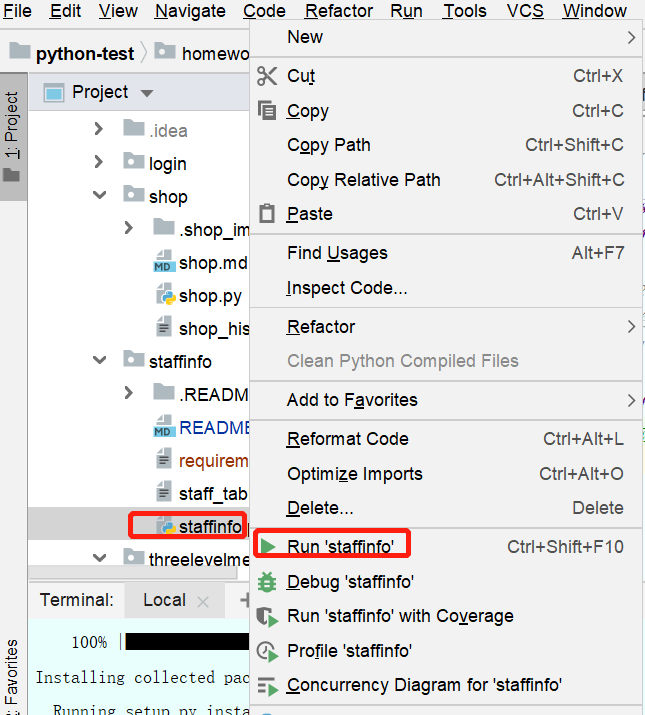 File Edit View Navigate Code Refactor Run Tools VCS Window
python-test homewo
Project
1: Project
.idea
login
shop
.shop_im
MD shop.md
shop.py
shop_his
staffinfo
.READM
MD README
requirem
staff_tab
staffinfo
threelevelme
New
Cut Ctrl+X
Copy Ctrl+C
Copy Path Ctrl+Shift+C
Copy Relative Path Ctrl+Alt+Shift+C
Paste Ctrl+V
Find Usages Alt+F7
Inspect Code...
Refactor
Clean Python Compiled Files
Add to Favorites
Reformat Code Ctrl+Alt+L
Optimize Imports Ctrl+Alt+O
Delete... Delete
Run 'staffinfo' Ctrl+Shift+F10
Debug 'staffinfo'
Run 'staffinfo' with Coverage
Profile 'staffinfo'
Concurrency Diagram for 'staffinfo'
Terminal: Local
100% |
Installing collected pac
Running setup.py insta
Favorites